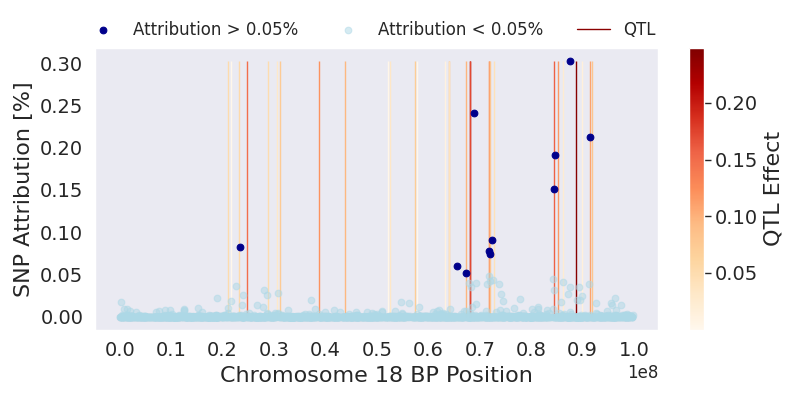 Attribution > 0.05% Attribution < 0.05% QTL
SNP Attribution [%]
0.30
0.25
0.20
0.15
0.10
0.05
0.00
0.0 0.1 0.2 0.3 0.4 0.5 0.6 0.7 0.8 0.9 1.0
1e8
Chromosome 18 BP Position
0.20
0.15
0.10
0.05
QTL Effect